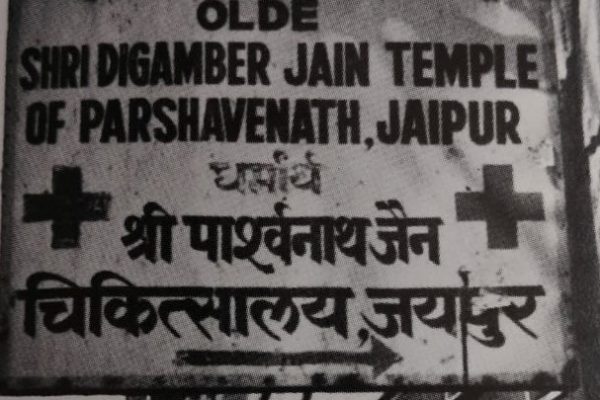 OLDE
SHRI DIGAMBER JAIN TEMPLE
OF PARSHAVENATH, JAIPUR
धर्मार्थ
श्री पार्श्वनाथ जैन
चिकित्सालय, जयपुर